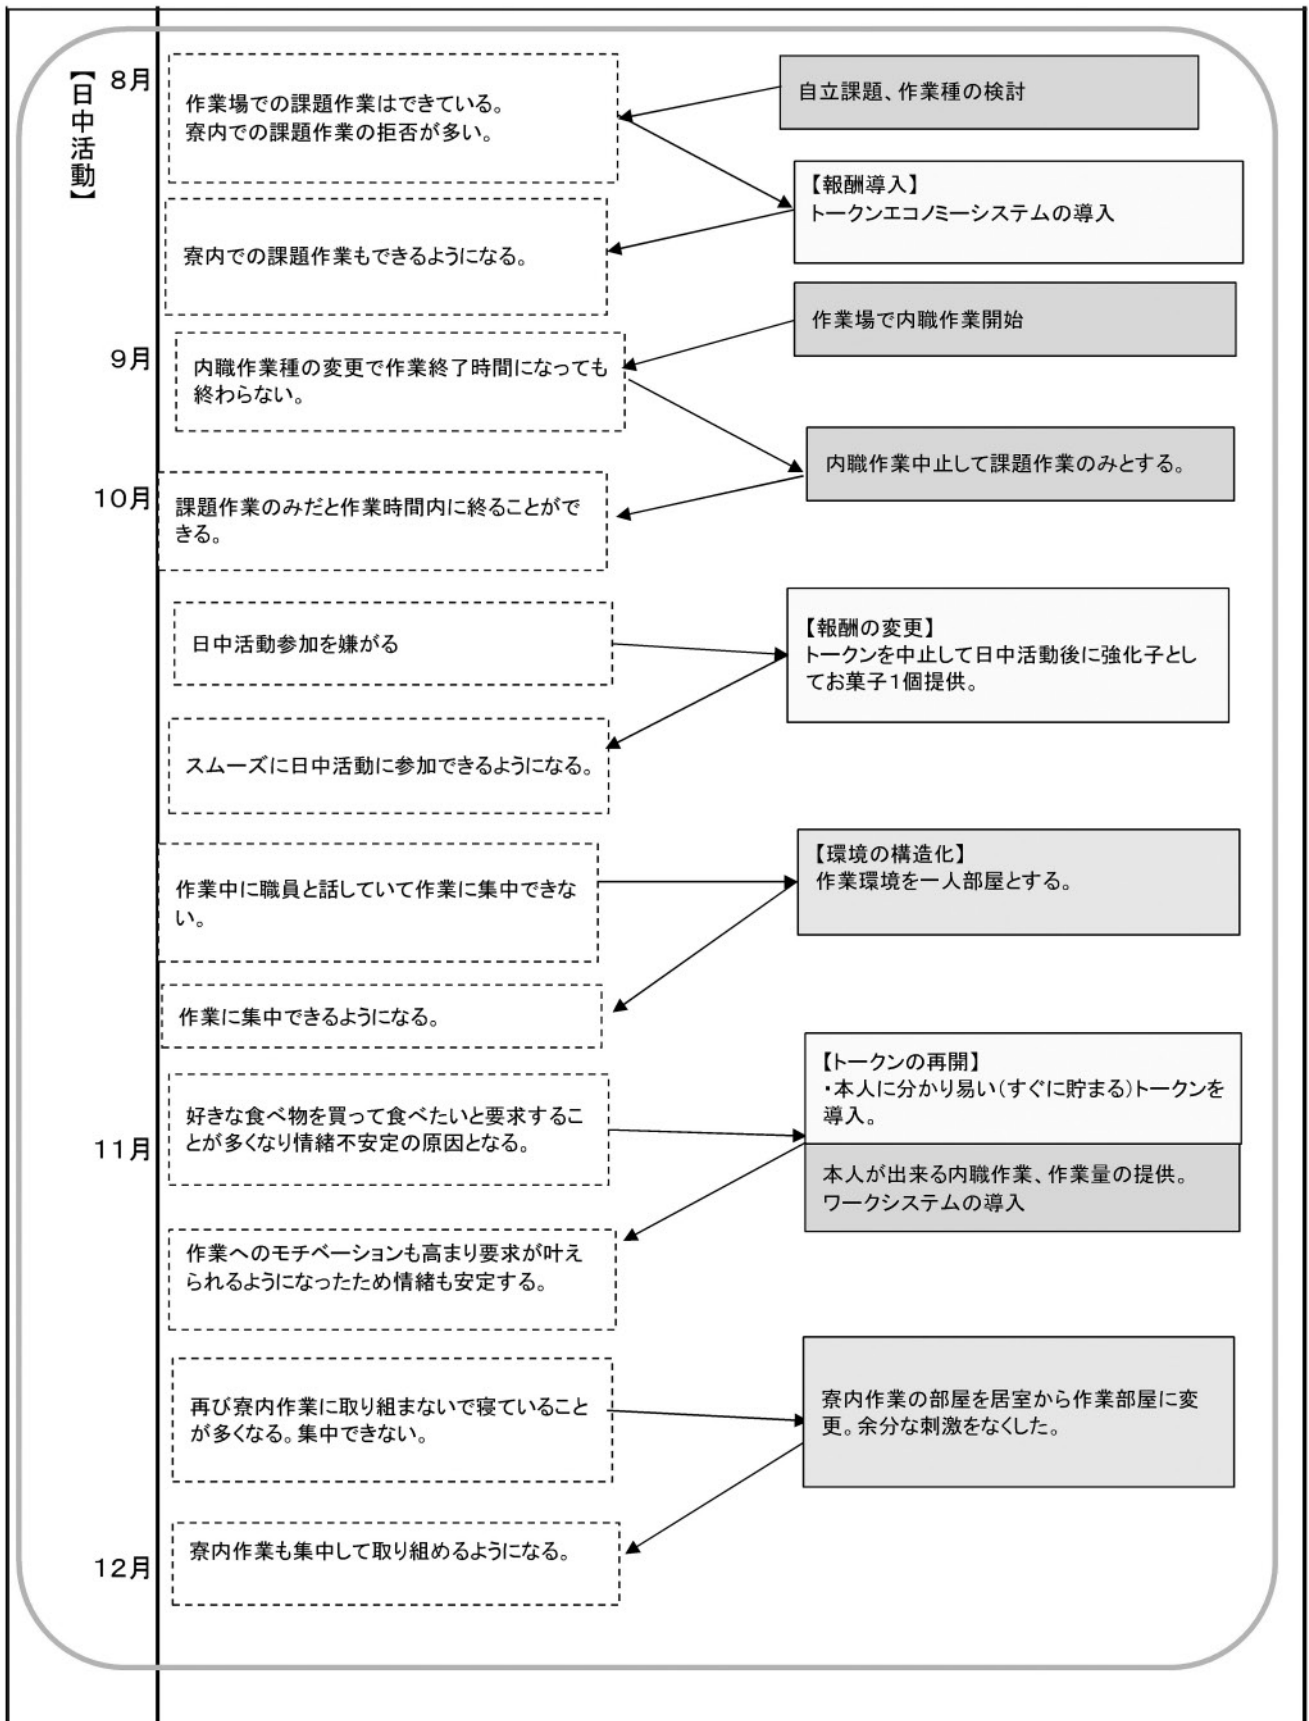 【日中活動】
8月
作業場での課題作業はできている。
寮内での課題作業の拒否が多い。
自立課題、作業種の検討
【報酬導入】
トークンエコノミーシステムの導入
寮内での課題作業もできるようになる。
作業場で内職作業開始
9月
内職作業種の変更で作業終了時間になっても
終わらない。
内職作業中止して課題作業のみとする。
10月
課題作業のみだと作業時間内に終ることがで
きる。
日中活動参加を嫌がる
【報酬の変更】
トークンを中止して日中活動後に強化子とし
てお菓子1個提供。
スムーズに日中活動に参加できるようになる。
作業中に職員と話していて作業に集中できな
い。
【環境の構造化】
作業環境を一人部屋とする。
作業に集中できるようになる。
【トークンの再開】
・本人に分かり易い(すぐに貯まる)トークンを
導入。
好きな食べ物を買って食べたいと要求するこ
とが多くなり情緒不安定の原因となる。
11月
本人が出来る内職作業、作業量の提供。
ワークシステムの導入
作業へのモチベーションも高まり要求が叶え
られるようになったため情緒も安定する。
再び寮内作業に取り組まないで寝ていること
が多くなる。集中できない。
寮内作業の部屋を居室から作業部屋に変
更。余分な刺激をなくした。
12月
寮内作業も集中して取り組めるようになる。